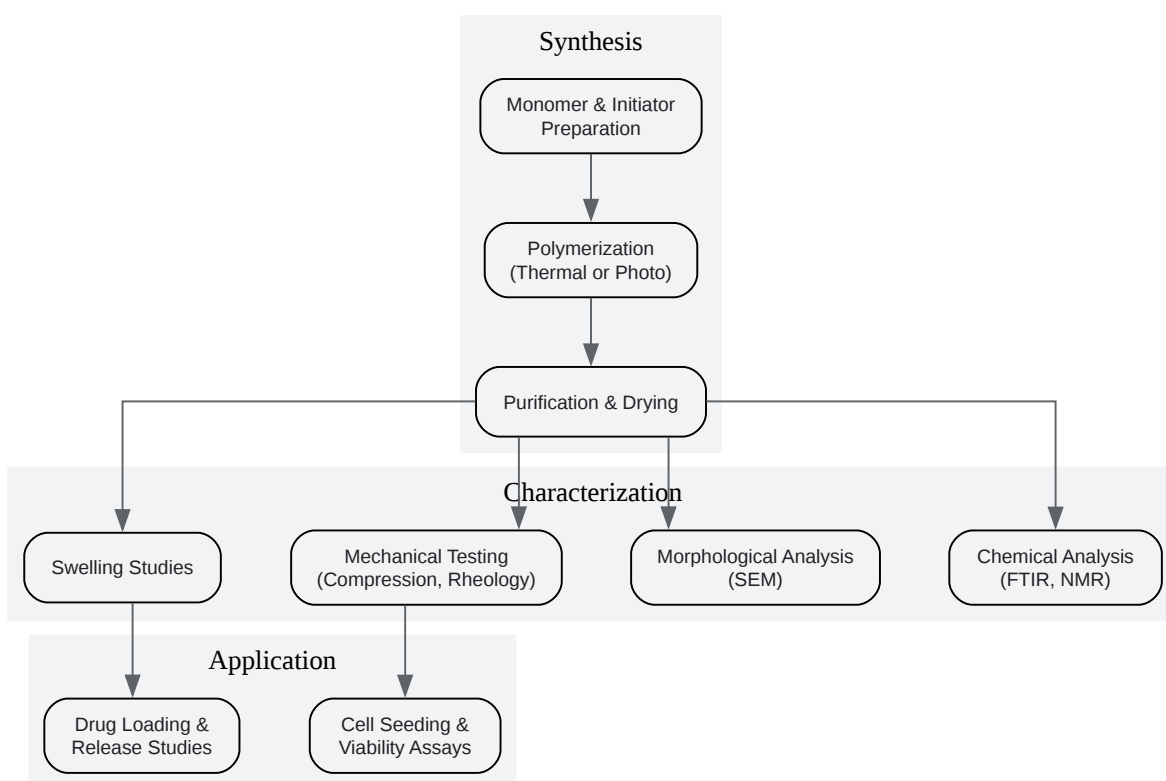 Synthesis
Monomer & Initiator
Preparation
Polymerization
(Thermal or Photo)
Purification & Drying
Characterization
Swelling Studies
Mechanical Testing
(Compression, Rheology)
Morphological Analysis
(SEM)
Chemical Analysis
(FTIR, NMR)
Application
Drug Loading &
Release Studies
Cell Seeding &
Viability Assays